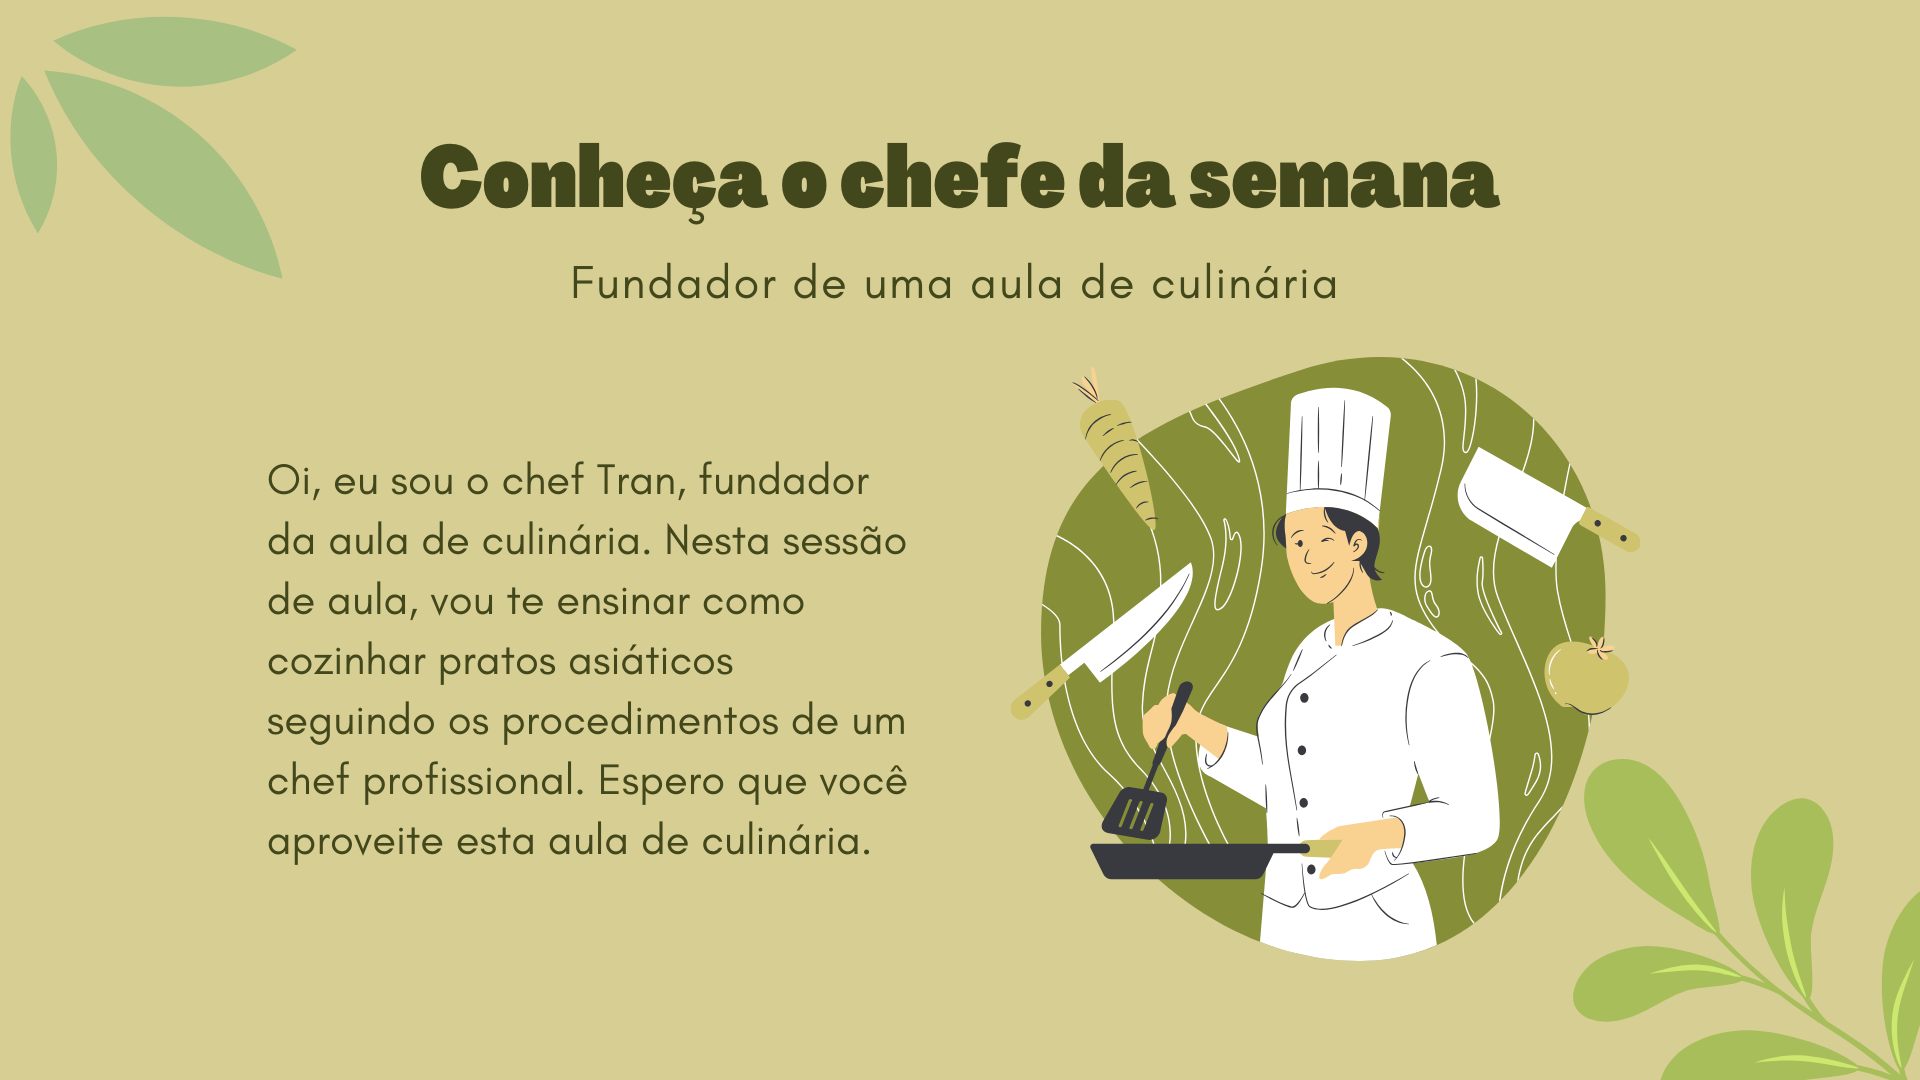 Conheça o chefe da semana
Fundador de uma aula de culinária
Oi, eu sou o chef Tran, fundador
da aula de culinária. Nesta sessão
de aula, vou te ensinar como
cozinhar pratos asiáticos
seguindo os procedimentos de um
chef profissional. Espero que você
aproveite esta aula de culinária.